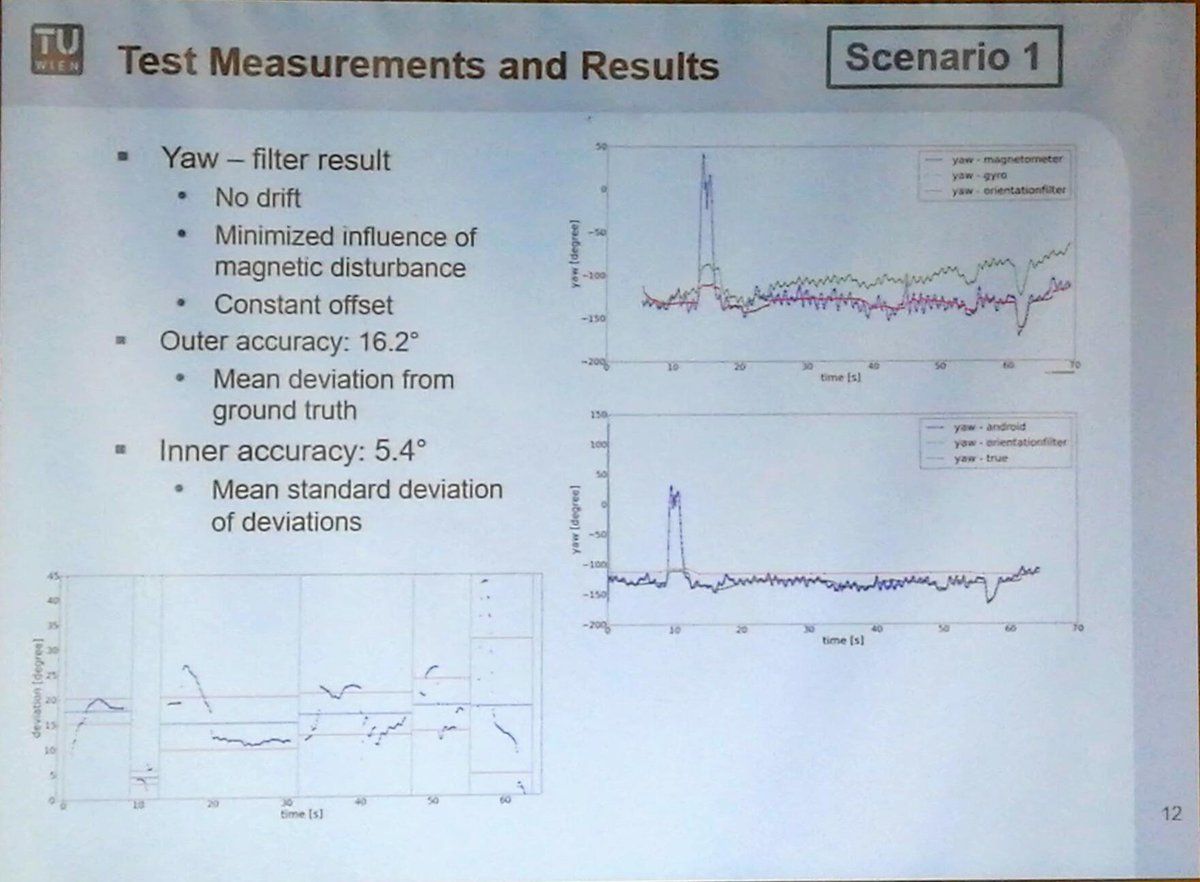 TU
WIEN
Test Measurements and Results
Scenario 1
Yaw – filter result
No drift
Minimized influence of
magnetic disturbance
Constant offset
Outer accuracy: 16.2°
Mean deviation from
ground truth
Inner accuracy: 5.4°
Mean standard deviation
of deviations
50
0
−50
−100
−150
−200
yaw [degree]
yaw - magnetometer
yaw - gyro
yaw - orientationfilter
0 10 20 30 40 50 60 70
time [s]
150
100
50
0
−50
−100
−150
−200
yaw [degree]
yaw - android
yaw - orientationfilter
yaw - true
0 10 20 30 40 50 60 70
time [s]
45
40
35
30
25
20
15
10
5
0
deviation [degree]
0 10 20 30 40 50 60
time [s]
12